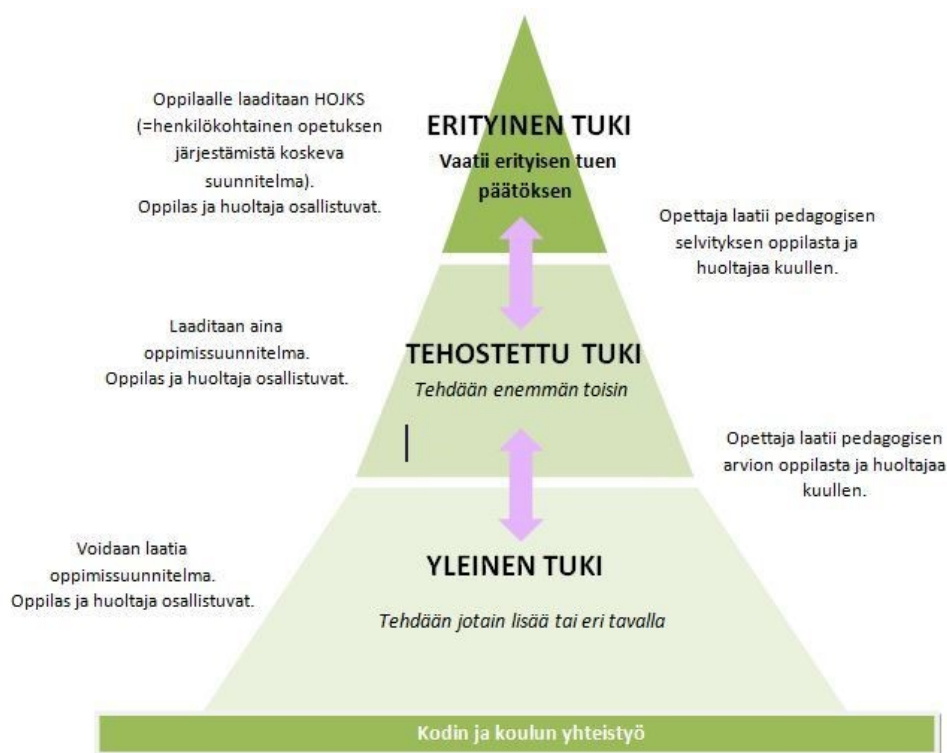 Oppilaalle laaditaan HOJKS
(=henkilökohtainen opetuksen
järjestämistä koskeva
suunnitelma).
Oppilas ja huoltaja osallistuvat.
ERITYINEN TUKI
Vaatii erityisen tuen
päätöksen
Opettaja laatii pedagogisen
selvityksen oppilasta ja
huoltajaa kuullen.
Laaditaan aina
oppimissuunnitelma.
Oppilas ja huoltaja osallistuvat.
TEHOSTETTU TUKI
Tehdään enemmän toisin
Opettaja laatii pedagogisen
arvion oppilasta ja huoltajaa
kuullen.
Voidaan laatia
oppimissuunnitelma.
Oppilas ja huoltaja osallistuvat.
YLEINEN TUKI
Tehdään jotain lisää tai eri tavalla
Kodin ja koulun yhteistyö